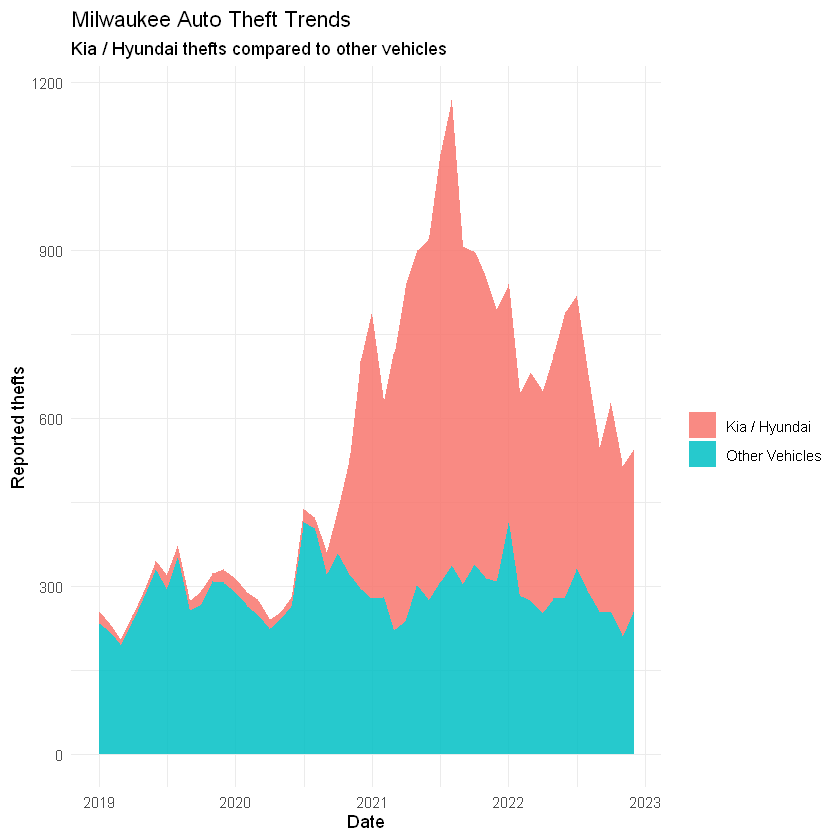 Milwaukee Auto Theft Trends
Kia / Hyundai thefts compared to other vehicles
1200
900
600
300
0
Reported thefts
2019 2020 2021 2022 2023
Date
Kia / Hyundai
Other Vehicles